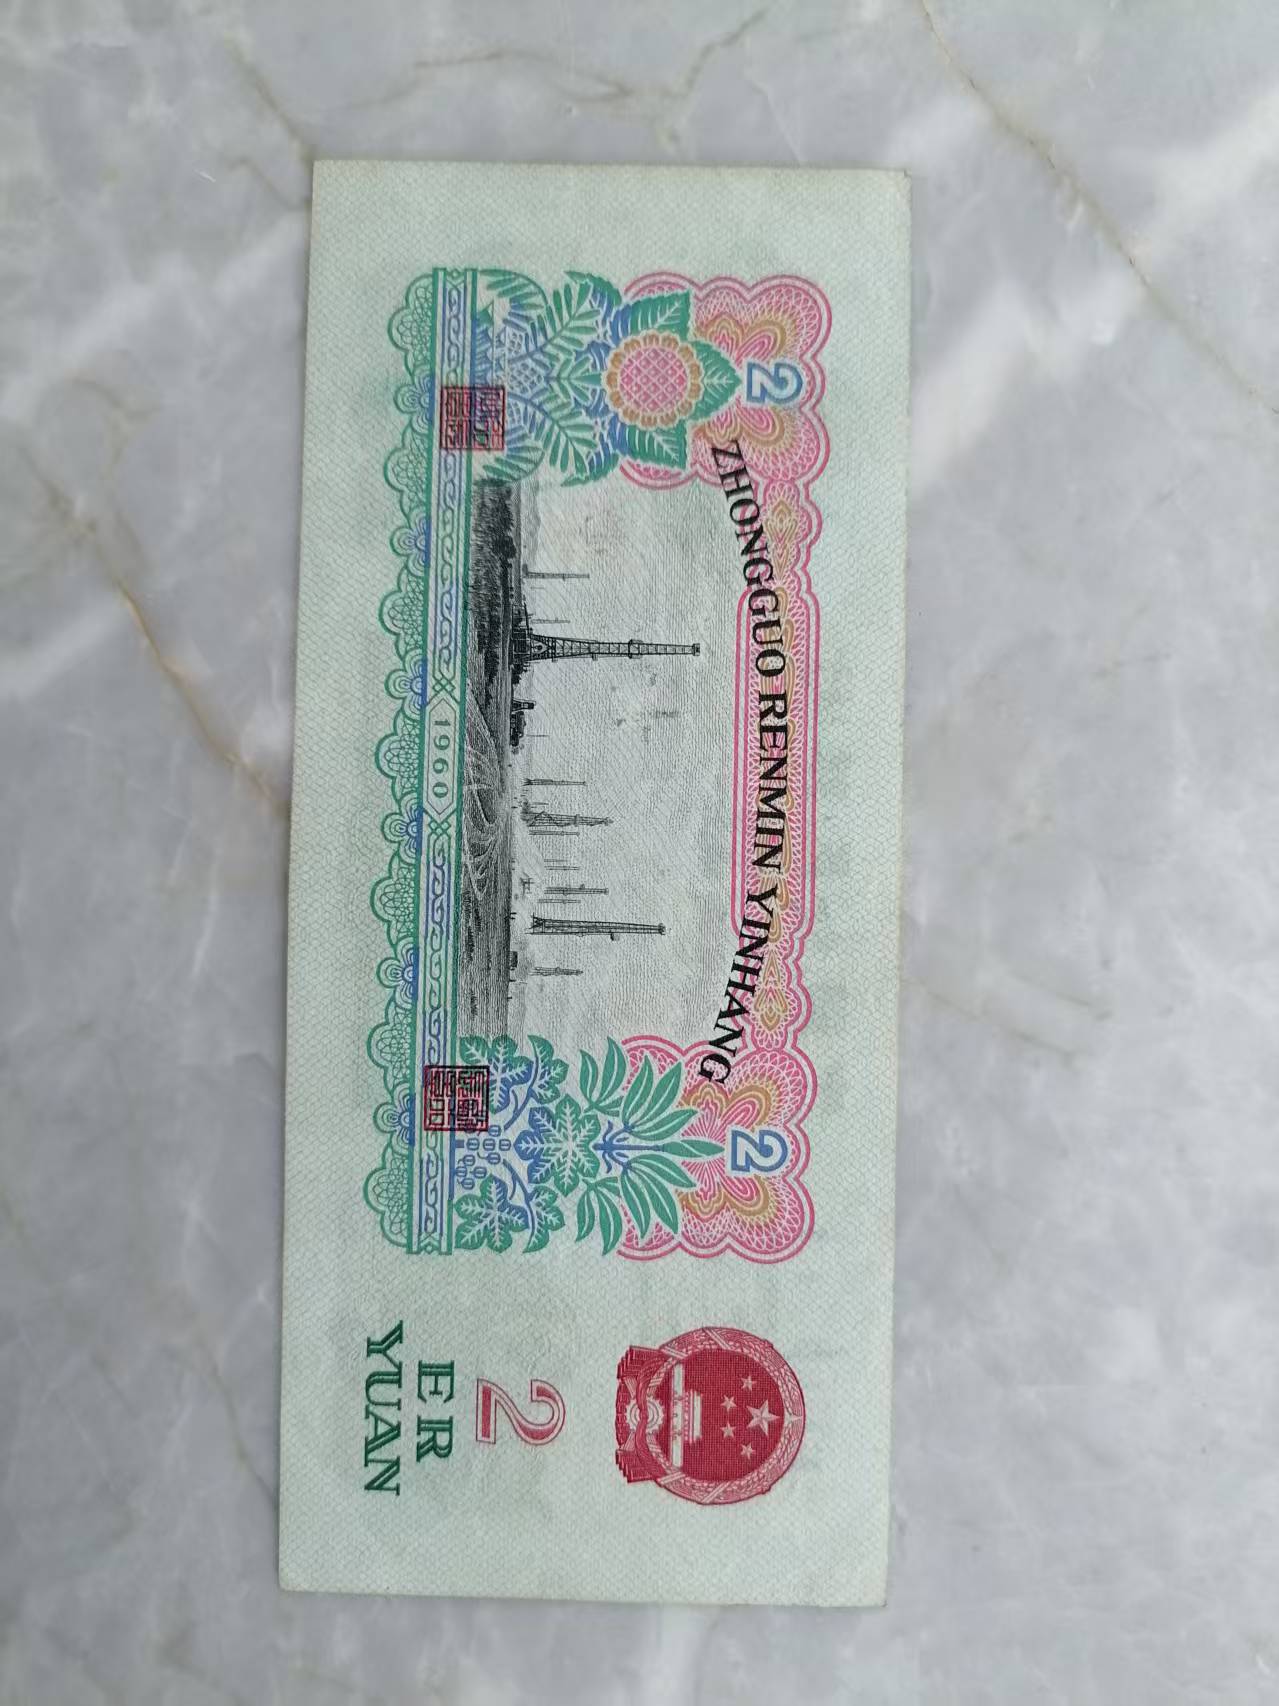 ZHONGGUO RENMIN YINHANG
2
2
1960
2
ER
YUAN